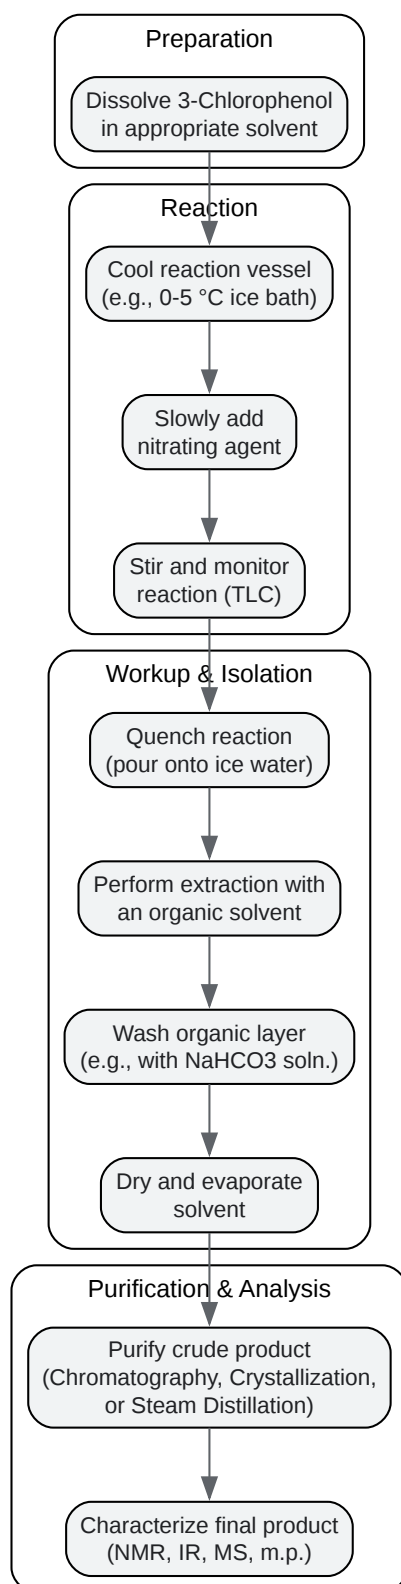 Preparation
Dissolve 3-Chlorophenol
in appropriate solvent
Reaction
Cool reaction vessel
(e.g., 0-5 °C ice bath)
Slowly add
nitrating agent
Stir and monitor
reaction (TLC)
Workup & Isolation
Quench reaction
(pour onto ice water)
Perform extraction with
an organic solvent
Wash organic layer
(e.g., with NaHCO3 soln.)
Dry and evaporate
solvent
Purification & Analysis
Purify crude product
(Chromatography, Crystallization,
or Steam Distillation)
Characterize final product
(NMR, IR, MS, m.p.)